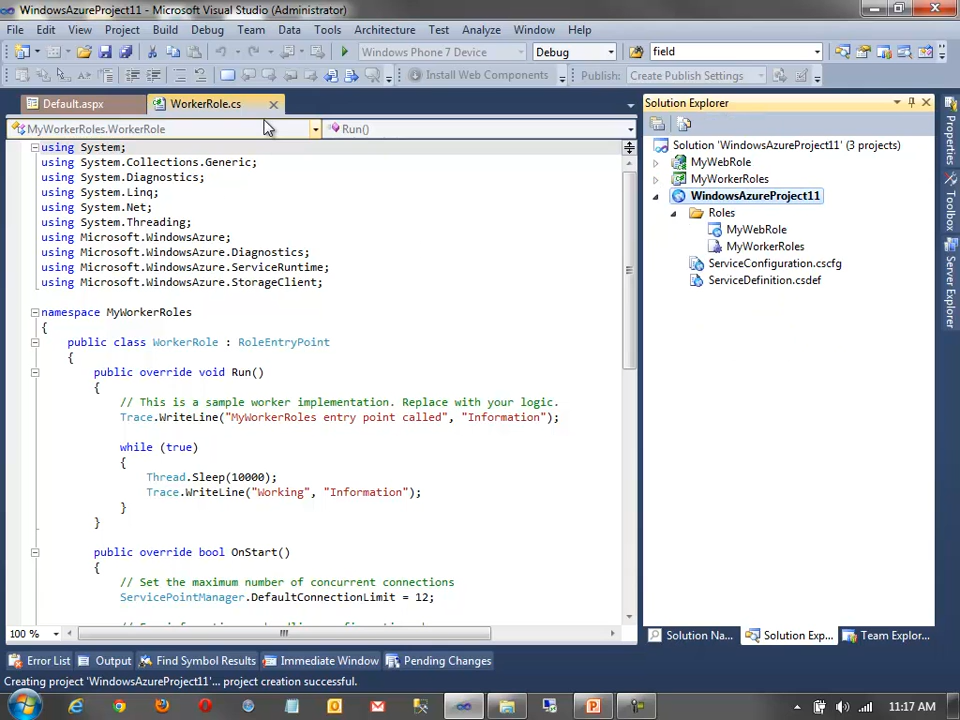 WindowsAzureProject11 - Microsoft Visual Studio (Administrator)
File Edit View Project Build Debug Team Data Tools Architecture Test Analyze Window Help
Windows Phone 7 Device Debug field
Install Web Components Publish: Create Publish Settings
Default.aspx WorkerRole.cs
MyWorkerRoles.WorkerRole Run()
using System;
using System.Collections.Generic;
using System.Diagnostics;
using System.Linq;
using System.Net;
using System.Threading;
using Microsoft.WindowsAzure;
using Microsoft.WindowsAzure.Diagnostics;
using Microsoft.WindowsAzure.ServiceRuntime;
using Microsoft.WindowsAzure.StorageClient;
namespace MyWorkerRoles
{
public class WorkerRole : RoleEntryPoint
{
public override void Run()
{
// This is a sample worker implementation. Replace with your logic.
Trace.WriteLine("MyWorkerRoles entry point called", "Information");
while (true)
{
Thread.Sleep(10000);
Trace.WriteLine("Working", "Information");
}
}
public override bool OnStart()
{
// Set the maximum number of concurrent connections
ServicePointManager.DefaultConnectionLimit = 12;
100 %
Solution Explorer
Solution 'WindowsAzureProject11' (3 projects)
MyWebRole
MyWorkerRoles
WindowsAzureProject11
Roles
MyWebRole
MyWorkerRoles
ServiceConfiguration.cscfg
ServiceDefinition.csdef
Solution Na... Solution Exp... Team Explor...
Properties
Toolbox
Server Explorer
Error List Output Find Symbol Results Immediate Window Pending Changes
Creating project 'WindowsAzureProject11'... project creation successful.
11:17 AM